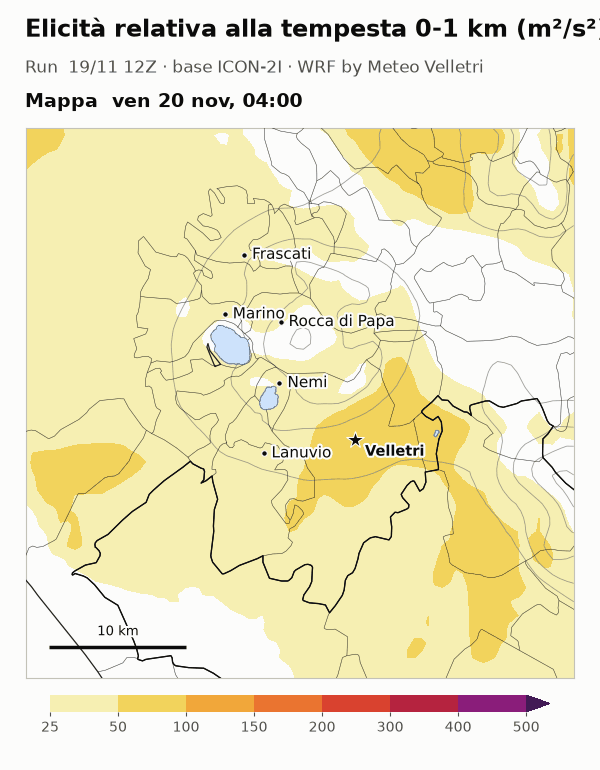 Elicità relativa alla tempesta 0-1 km (m²/s²)
Run 19/11 12Z · base ICON-2I · WRF by Meteo Velletri
Mappa ven 20 nov, 04:00
Frascati
Marino
Rocca di Papa
Nemi
Velletri
Lanuvio
10 km
25 50 100 150 200 300 400 500